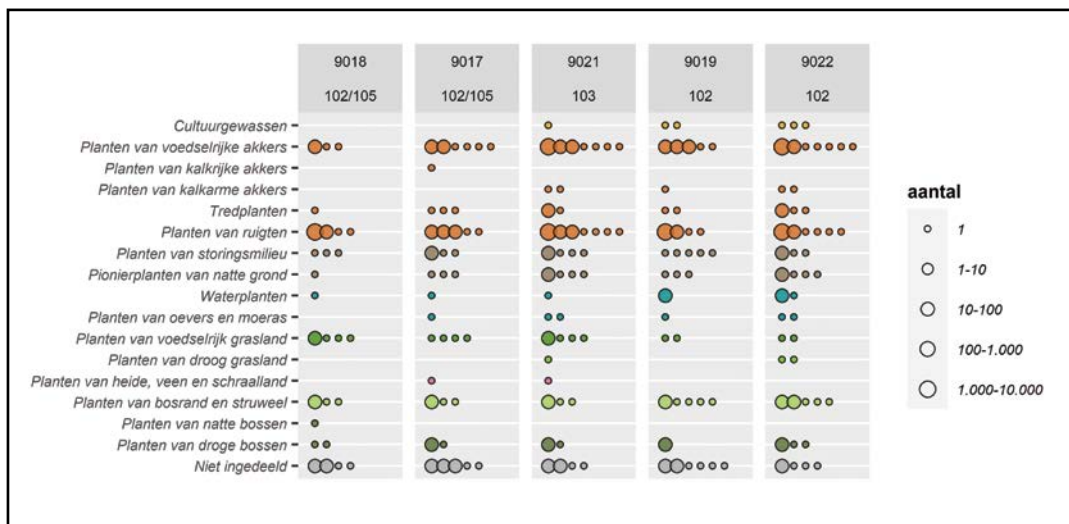 9018 9017 9021 9019 9022
102/105 102/105 103 102 102
Cultuurgewassen
Planten van voedselrijke akkers
Planten van kalkrijke akkers
Planten van kalkarme akkers
Tredplanten
Planten van ruigten
Planten van storingsmilieu
Pionierplanten van natte grond
Waterplanten
Planten van oevers en moeras
Planten van voedselrijk grasland
Planten van droog grasland
Planten van heide, veen en schraalland
Planten van bosrand en struweel
Planten van natte bossen
Planten van droge bossen
Niet ingedeeld
aantal
1
1-10
10-100
100-1.000
1.000-10.000